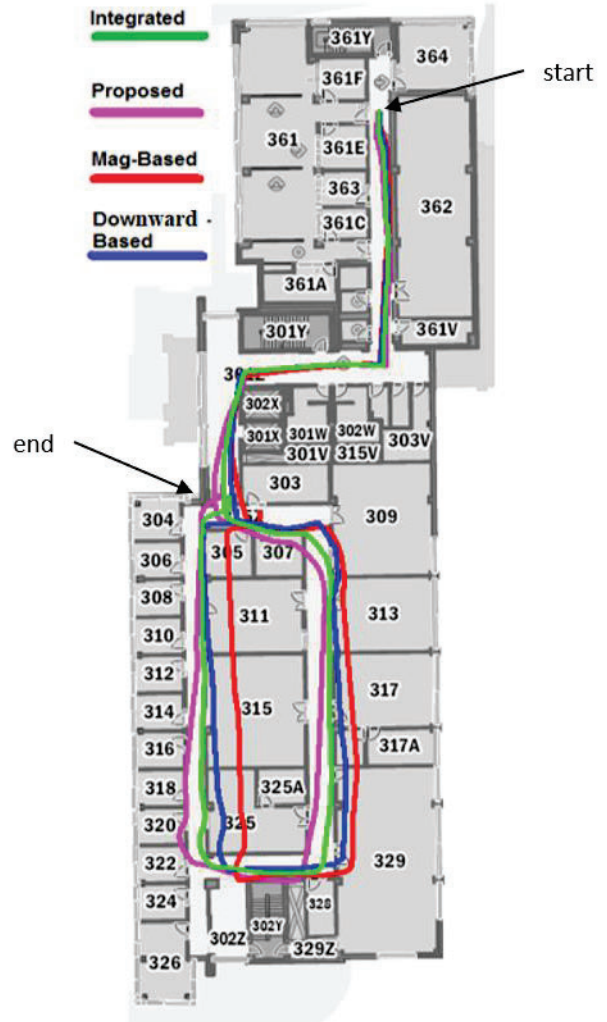 Integrated
Proposed
Mag-Based
Downward -
Based
start
end
361Y
364
361F
361
361E
363
362
361C
361A
361V
301Y
302X
301X
301W
302W
303V
301V
315V
303
304
309
305
307
306
308
311
313
310
312
315
317
314
316
317A
318
325A
320
325
322
329
324
328
302Y
302Z
329Z
326